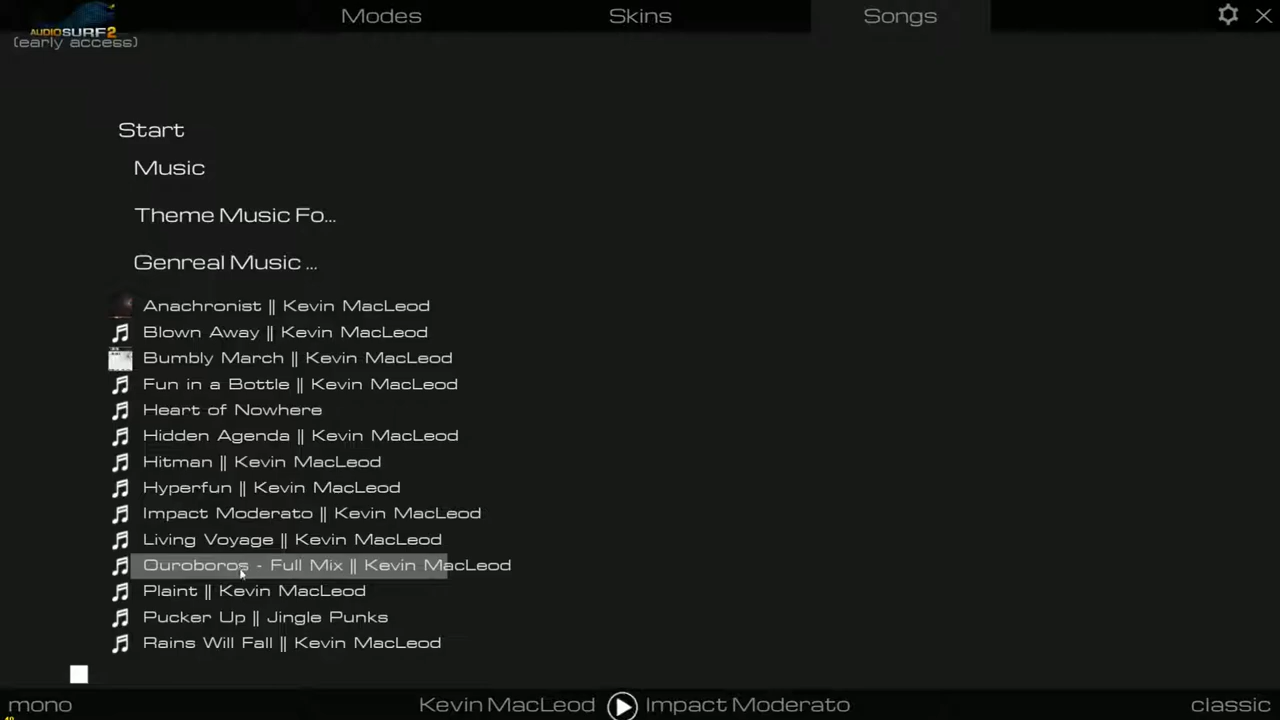 Modes
Skins
Songs
AUDIOSURF2
(early access)
Start
Music
Theme Music Fo...
Genreal Music ...
Anachronist || Kevin MacLeod
Blown Away || Kevin MacLeod
Bumbly March || Kevin MacLeod
Fun in a Bottle || Kevin MacLeod
Heart of Nowhere
Hidden Agenda || Kevin MacLeod
Hitman || Kevin MacLeod
Hyperfun || Kevin MacLeod
Impact Moderato || Kevin MacLeod
Living Voyage || Kevin MacLeod
Ouroboros - Full Mix || Kevin MacLeod
Plaint || Kevin MacLeod
Pucker Up || Jingle Punks
Rains Will Fall || Kevin MacLeod
mono
Kevin MacLeod
Impact Moderato
classic